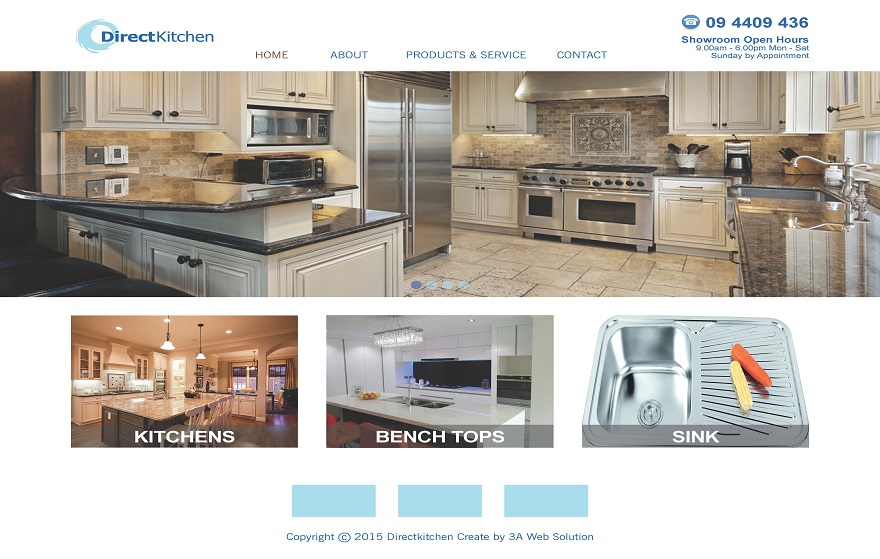 DirectKitchen
09 4409 436
Showroom Open Hours
9.00am - 6.00pm Mon - Sat
Sunday by Appointment
HOME ABOUT PRODUCTS & SERVICE CONTACT
KITCHENS
BENCH TOPS
SINK
Copyright © 2015 Directkitchen Create by 3A Web Solution